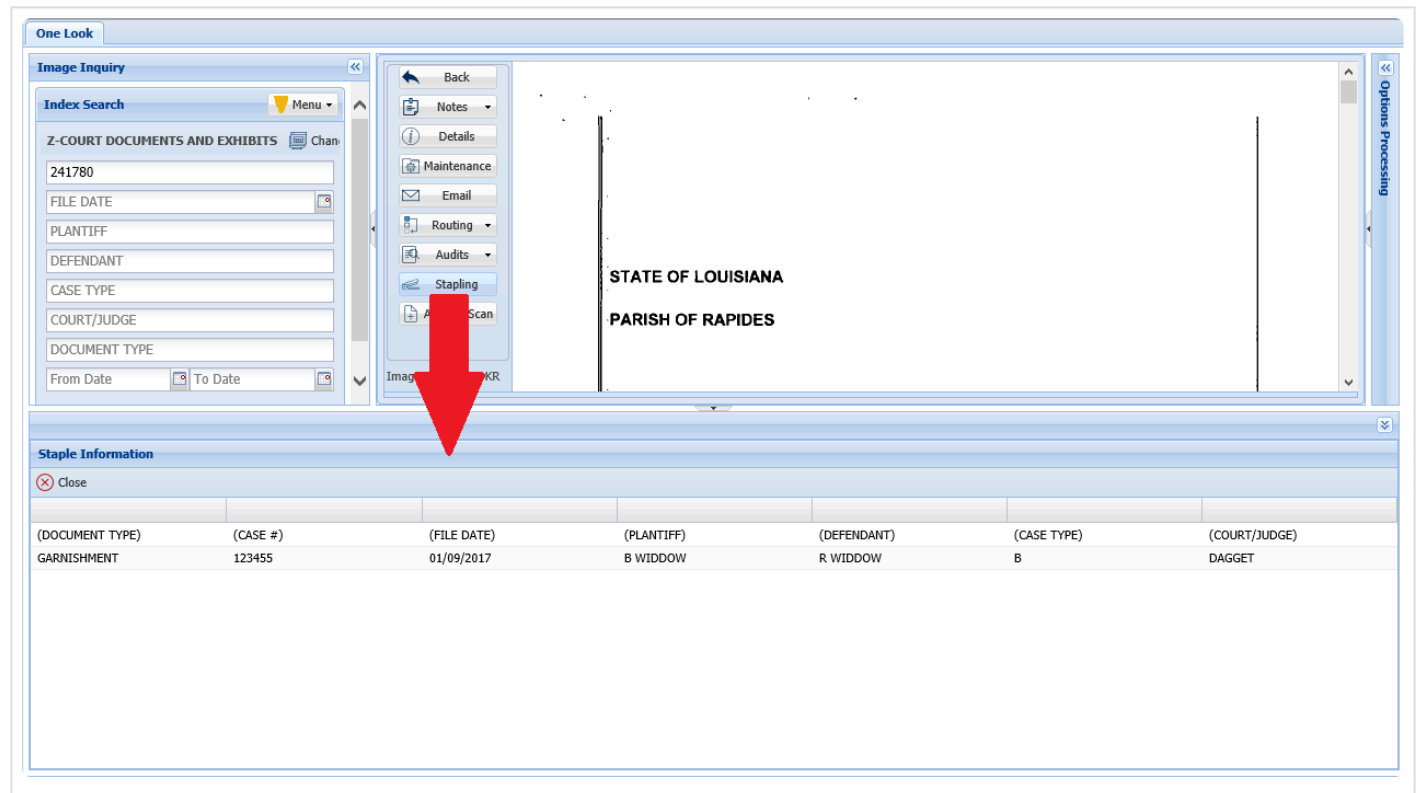 One Look
Image Inquiry
Index Search
Menu
Z-COURT DOCUMENTS AND EXHIBITS Chan
241780
FILE DATE
PLANTIFF
DEFENDANT
CASE TYPE
COURT/JUDGE
DOCUMENT TYPE
From Date To Date
Back
Notes
Details
Maintenance
Email
Routing
Audits
Stapling
Scan
KR
STATE OF LOUISIANA
PARISH OF RAPIDES
Options Processing
Staple Information
Close
(DOCUMENT TYPE) (CASE #) (FILE DATE) (PLANTIFF) (DEFENDANT) (CASE TYPE) (COURT/JUDGE)
GARNISHMENT 123455 01/09/2017 B WIDDOW R WIDDOW B DAGGET